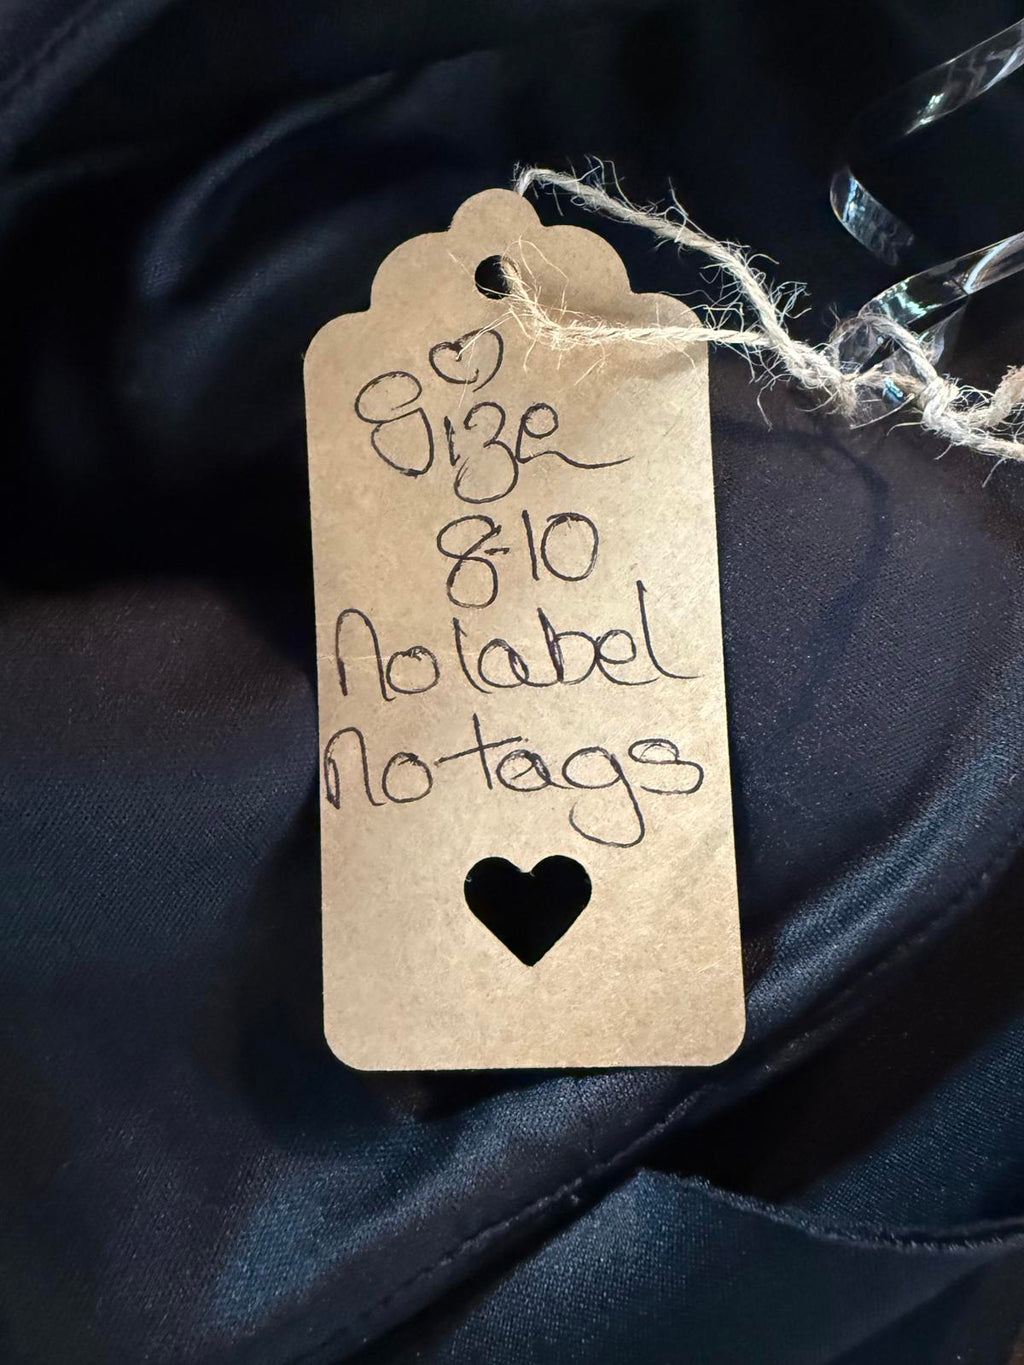 Size
8-10
No label
No tags